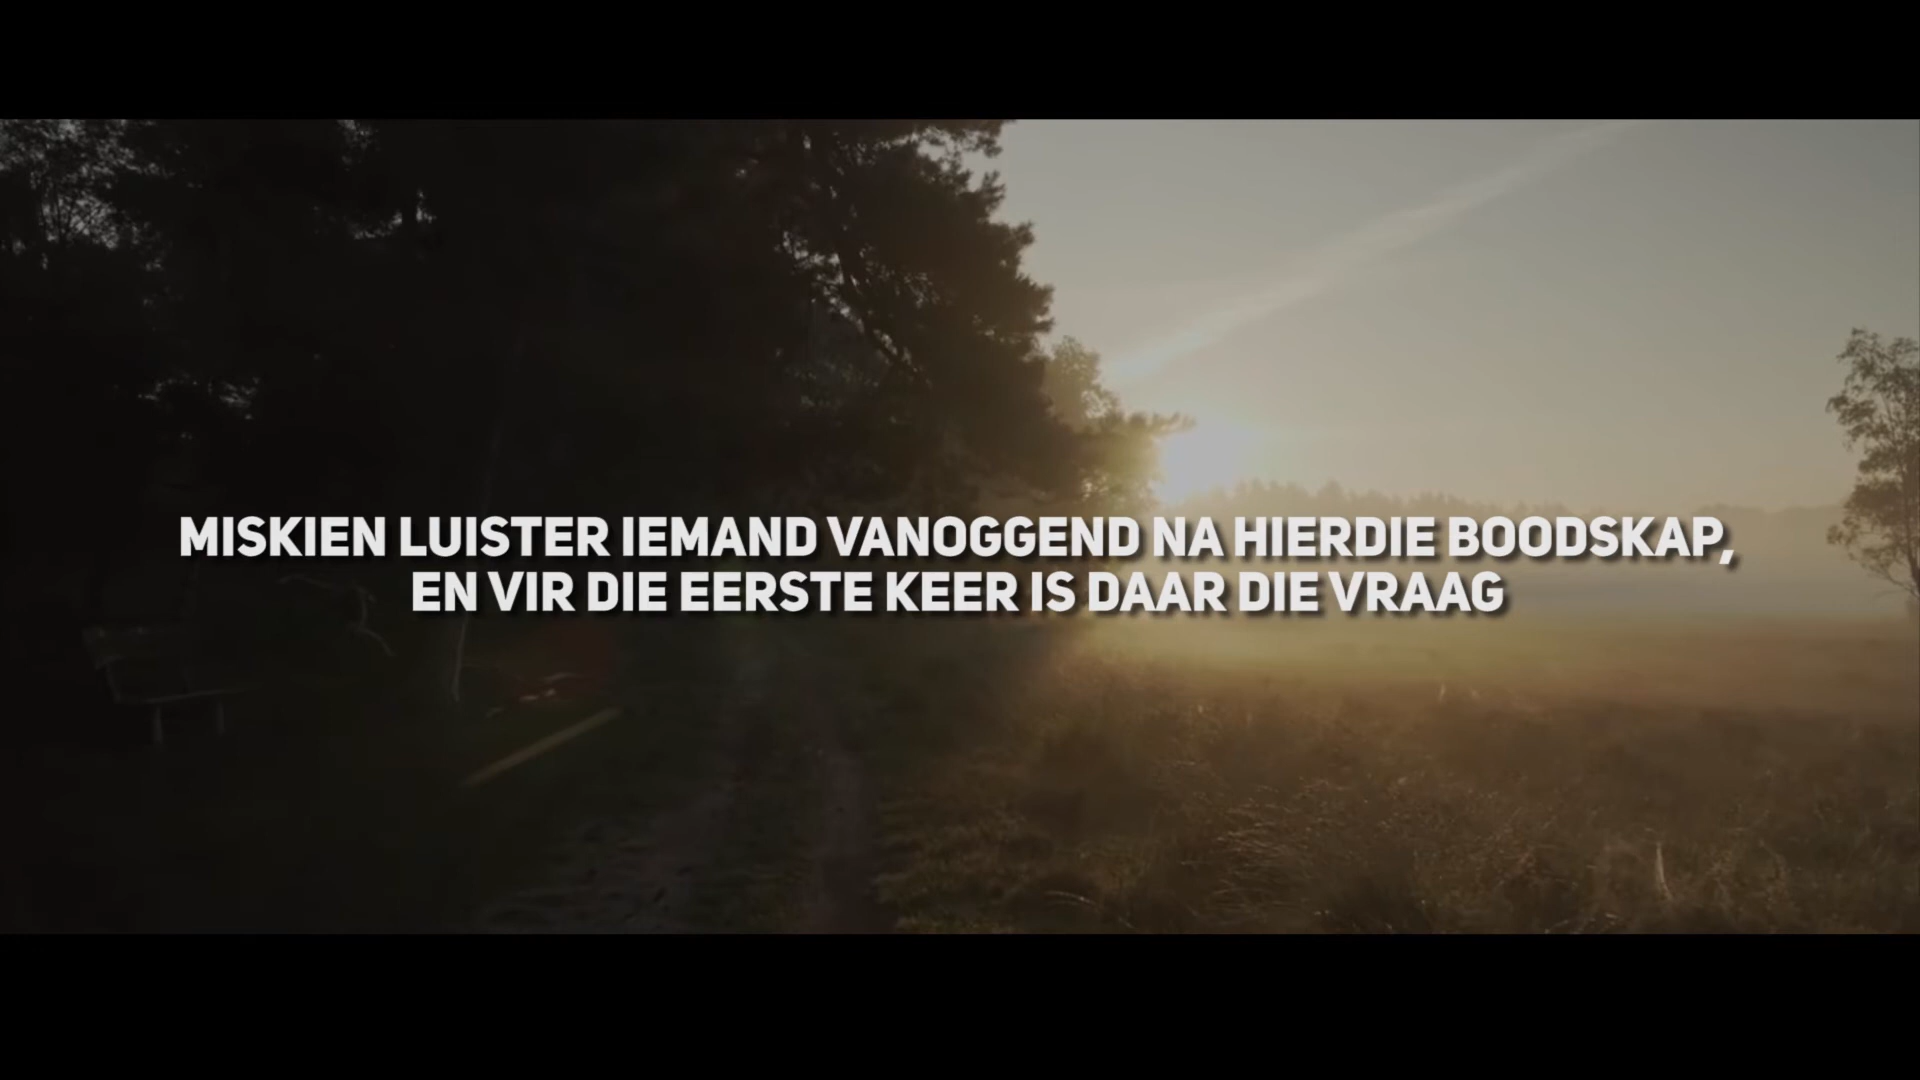 MISKIEN LUISTER IEMAND VANOGGEND NA HIERDIE BOODSKAP,
EN VIR DIE EERSTE KEER IS DAAR DIE VRAAG